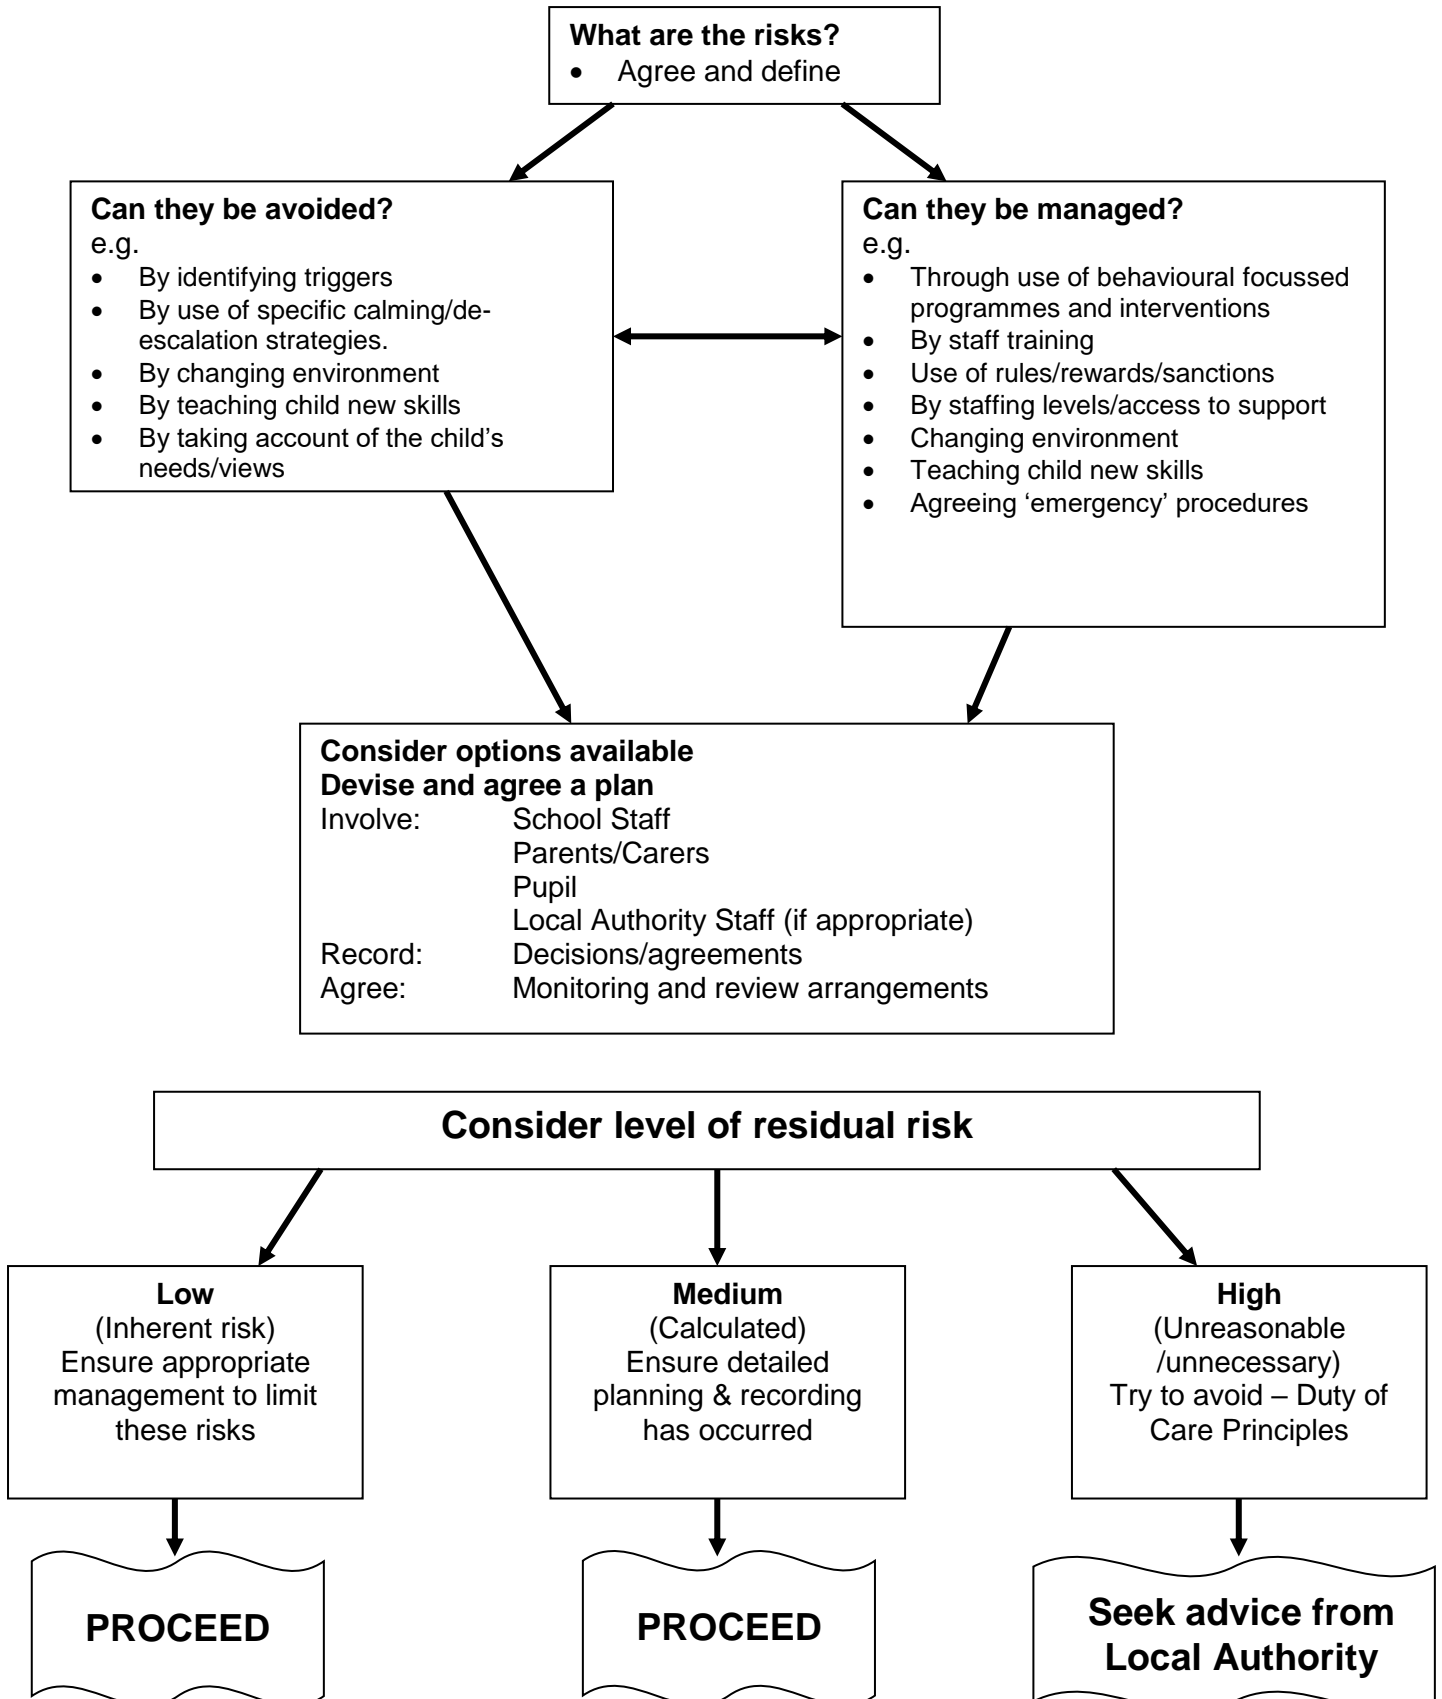 What are the risks?
• Agree and define
Can they be avoided?
e.g.
• By identifying triggers
• By use of specific calming/de-
escalation strategies.
• By changing environment
• By teaching child new skills
• By taking account of the child’s
needs/views
Can they be managed?
e.g.
• Through use of behavioural focussed
programmes and interventions
• By staff training
• Use of rules/rewards/sanctions
• By staffing levels/access to support
• Changing environment
• Teaching child new skills
• Agreeing ‘emergency’ procedures
Consider options available
Devise and agree a plan
Involve: School Staff
Parents/Carers
Pupil
Local Authority Staff (if appropriate)
Record: Decisions/agreements
Agree: Monitoring and review arrangements
Consider level of residual risk
Low
(Inherent risk)
Ensure appropriate
management to limit
these risks
Medium
(Calculated)
Ensure detailed
planning & recording
has occurred
High
(Unreasonable
/unnecessary)
Try to avoid – Duty of
Care Principles
PROCEED
PROCEED
Seek advice from
Local Authority